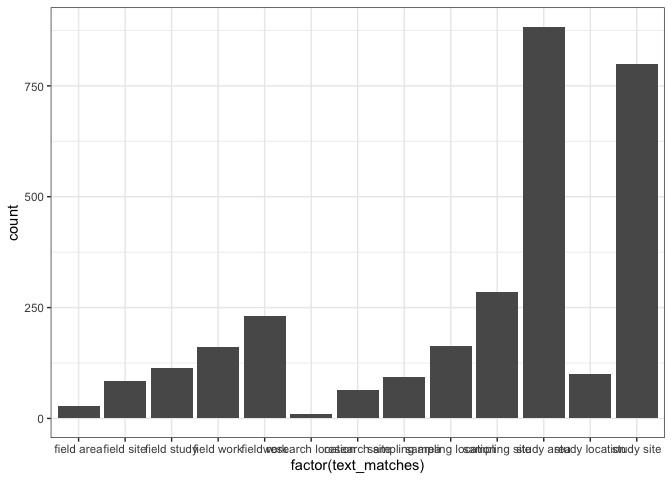 750
500
250
0
count
field area field site field study field work fieldwork research location research site sampling area sampling location sampling site study area study location study site
factor(text_matches)